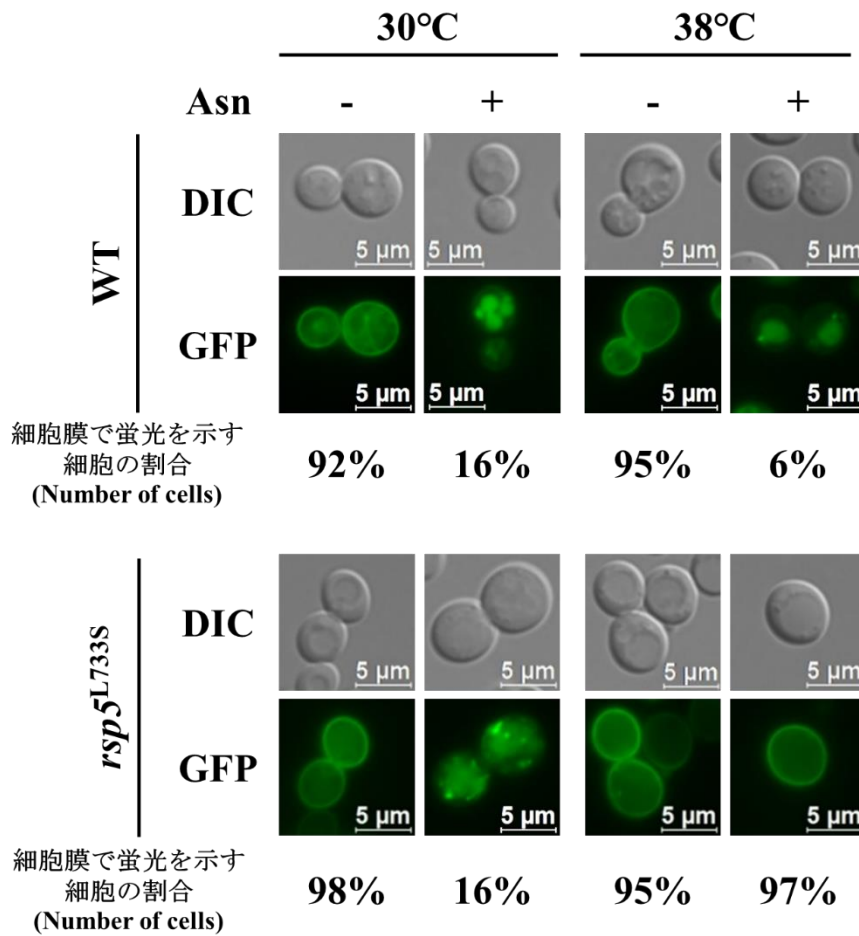 30°C 38°C
Asn - + - +
WT
DIC
5 µm 5 µm 5 µm 5 µm
GFP
5 µm 5 µm 5 µm 5 µm
細胞膜で蛍光を示す
細胞の割合
(Number of cells)
92% 16% 95% 6%
rsp5L733S
DIC
5 µm 5 µm 5 µm 5 µm
GFP
5 µm 5 µm 5 µm 5 µm
細胞膜で蛍光を示す
細胞の割合
(Number of cells)
98% 16% 95% 97%